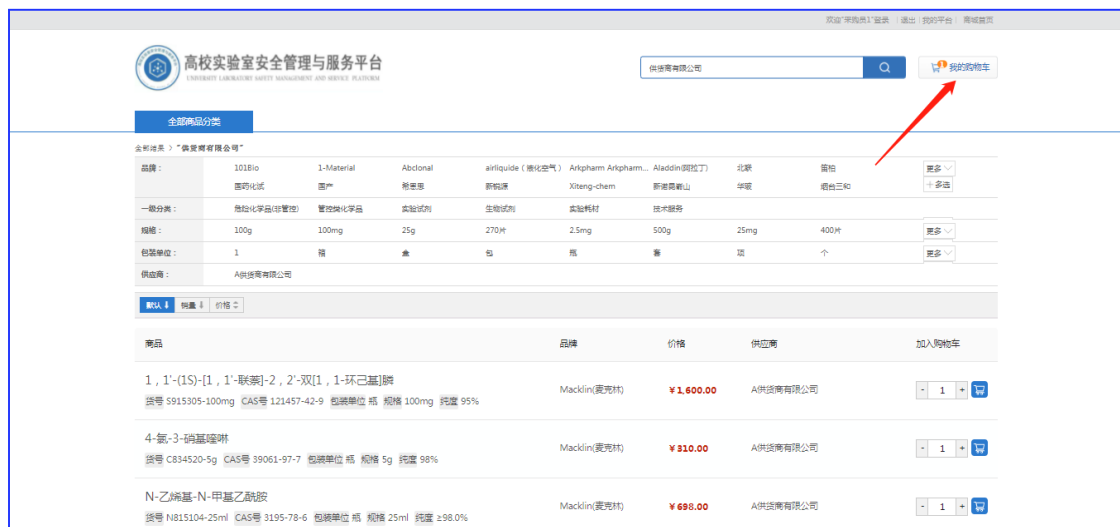 欢迎"采购员1"登录 | 退出 | 我的平台 | 商城首页
高校实验室安全管理与服务平台
UNIVERSITY LABORATORY SAFETY MANAGEMENT AND SERVICE PLATFORM
供货商有限公司
1 我的购物车
全部商品分类
全部结果 > "供货商有限公司"
品牌： 101Bio 1-Material Abclonal airliquide（液化空气） Arkpharm Arkpharm... Aladdin(阿拉丁) 北联 笛柏 更多
国药化试 国产 希恩思 新锐源 Xiteng-chem 新诺昆崳山 华玻 烟台三和 + 多选
一级分类： 危险化学品(非管控) 管控类化学品 实验试剂 生物试剂 实验耗材 技术服务
规格： 100g 100mg 25g 270片 2.5mg 500g 25mg 400片 更多
包装单位： 1 箱 盒 包 瓶 套 项 个 更多
供应商： A供货商有限公司
默认 销量 价格
商品 品牌 价格 供应商 加入购物车
1，1'-(1S)-[1，1'-联萘]-2，2'-双[1，1-环己基]膦
货号 S915305-100mg CAS号 121457-42-9 包装单位 瓶 规格 100mg 纯度 95%
Macklin(麦克林) ￥1,600.00 A供货商有限公司 - 1 +
4-氯-3-硝基喹啉
货号 C834520-5g CAS号 39061-97-7 包装单位 瓶 规格 5g 纯度 98%
Macklin(麦克林) ￥310.00 A供货商有限公司 - 1 +
N-乙烯基-N-甲基乙酰胺
货号 N815104-25ml CAS号 3195-78-6 包装单位 瓶 规格 25ml 纯度 ≥98.0%
Macklin(麦克林) ￥698.00 A供货商有限公司 - 1 +